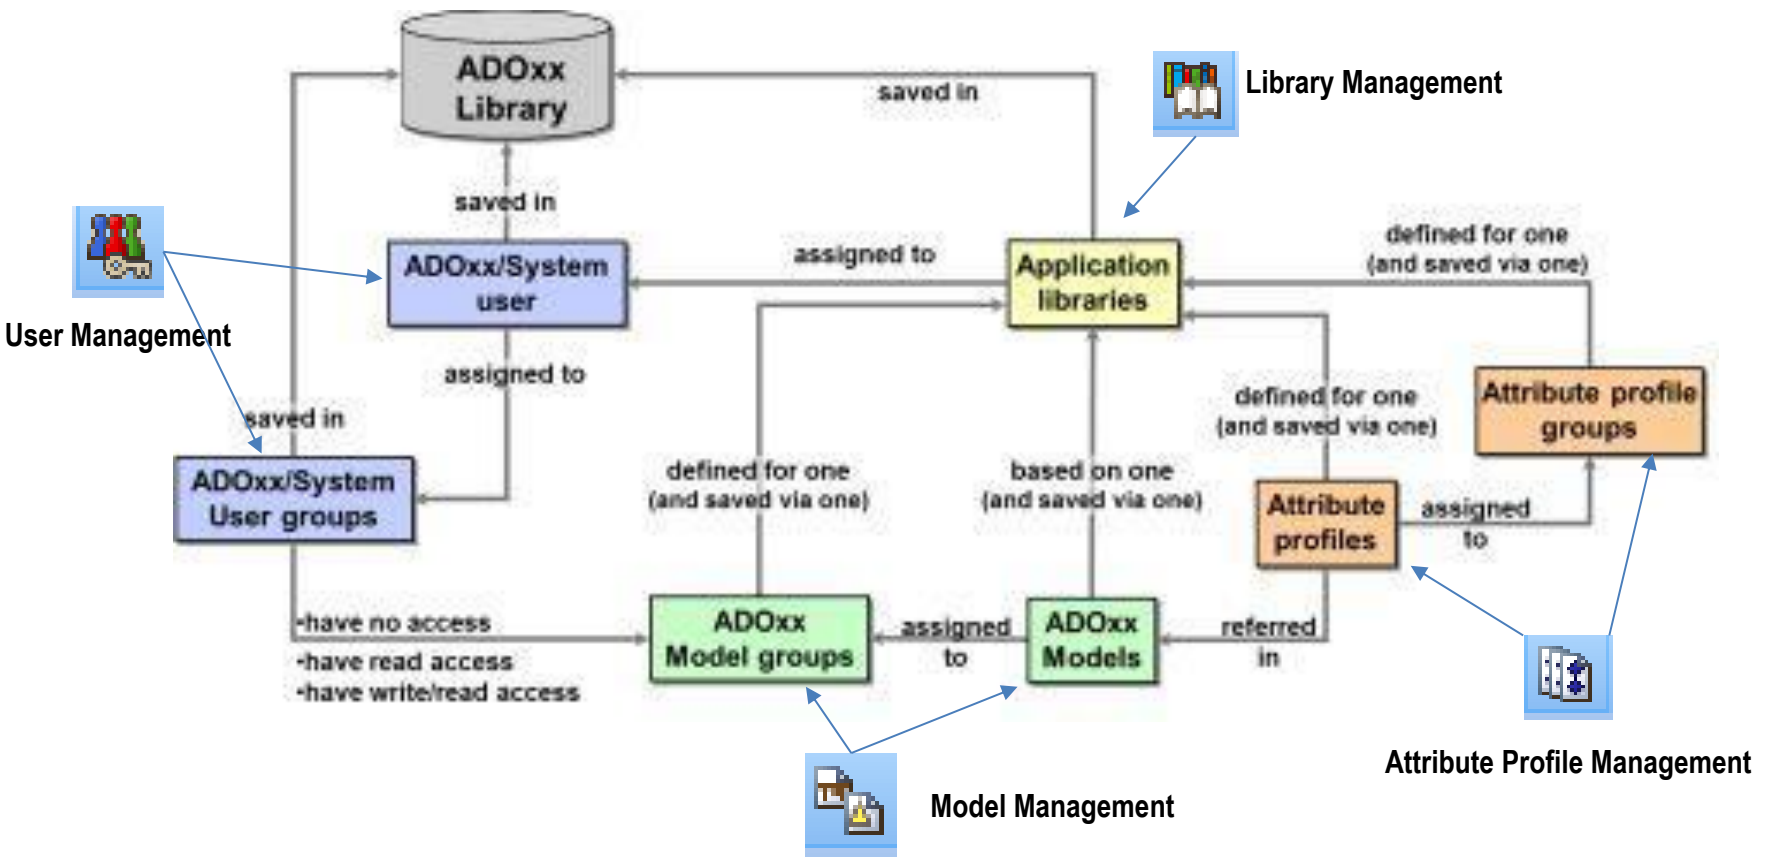 ADOxx
Library
saved in
Library Management
saved in
ADOxx/System
user
assigned to
Application
libraries
defined for one
(and saved via one)
User Management
assigned to
saved in
defined for one
(and saved via one)
Attribute profile
groups
ADOxx/System
User groups
defined for one
(and saved via one)
based on one
(and saved via one)
Attribute
profiles
assigned
to
•have no access
•have read access
•have write/read access
ADOxx
Model groups
assigned
to
ADOxx
Models
referred
in
Attribute Profile Management
Model Management